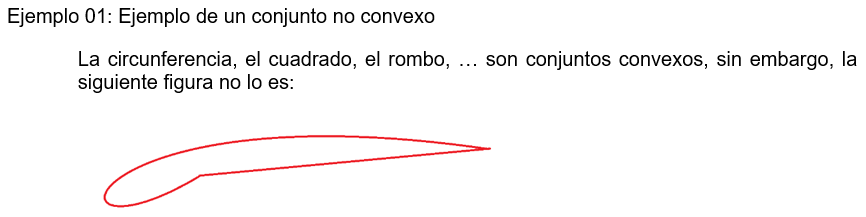 Ejemplo 01: Ejemplo de un conjunto no convexo
La circunferencia, el cuadrado, el rombo, … son conjuntos convexos, sin embargo, la
siguiente figura no lo es: